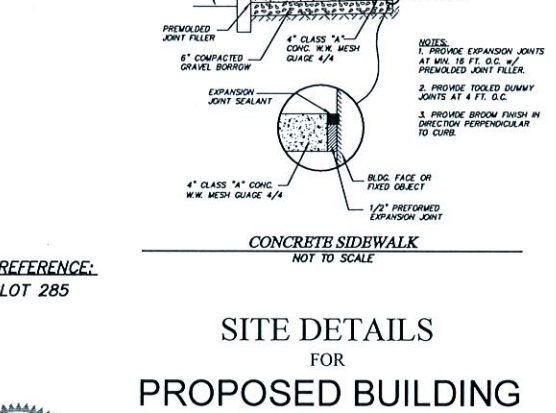 PREMOLDED
JOINT FILLER
4" CLASS "A"
CONC. W.W. MESH
GUAGE 4/4
6" COMPACTED
GRAVEL BORROW
NOTES:
1. PROVIDE EXPANSION JOINTS
AT MIN. 16 FT. O.C. w/
PREMOLDED JOINT FILLER.
2. PROVIDE TOOLED DUMMY
JOINTS AT 4 FT. O.C.
3. PROVIDE BROOM FINISH IN
DIRECTION PERPENDICULAR
TO CURB.
EXPANSION
JOINT SEALANT
4" CLASS "A" CONC.
W.W. MESH GUAGE 4/4
BLDG. FACE OR
FIXED OBJECT
1/2" PREFORMED
EXPANSION JOINT
CONCRETE SIDEWALK
NOT TO SCALE
REFERENCE:
LOT 285
SITE DETAILS
FOR
PROPOSED BUILDING